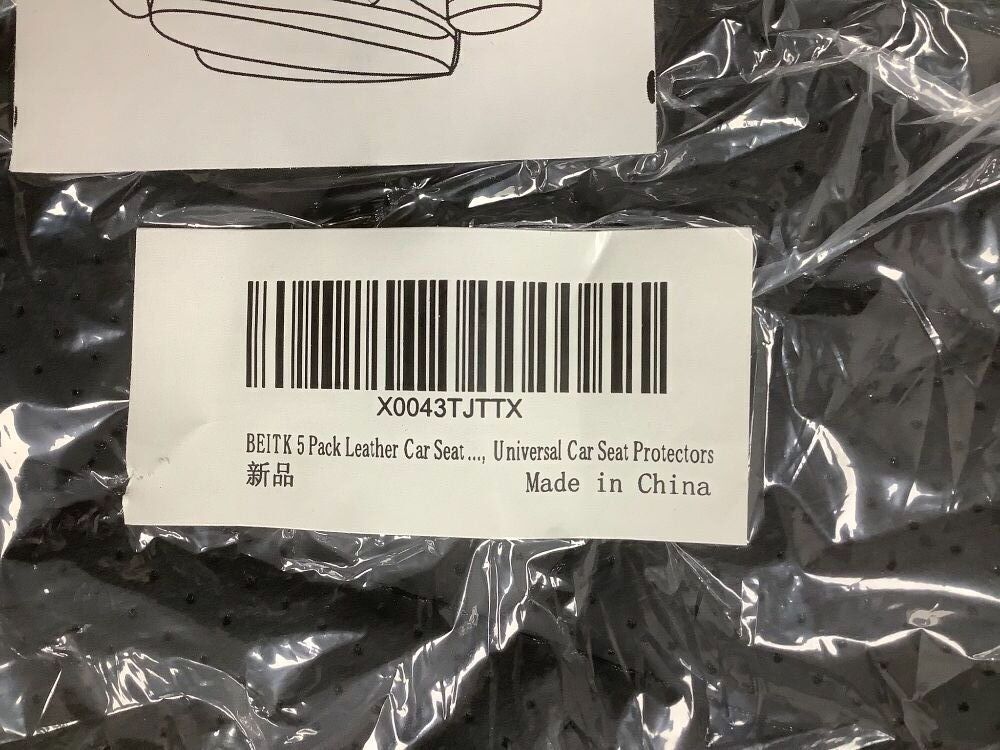 X0043TJTTX
BEITK 5 Pack Leather Car Seat..., Universal Car Seat Protectors
新品
Made in China